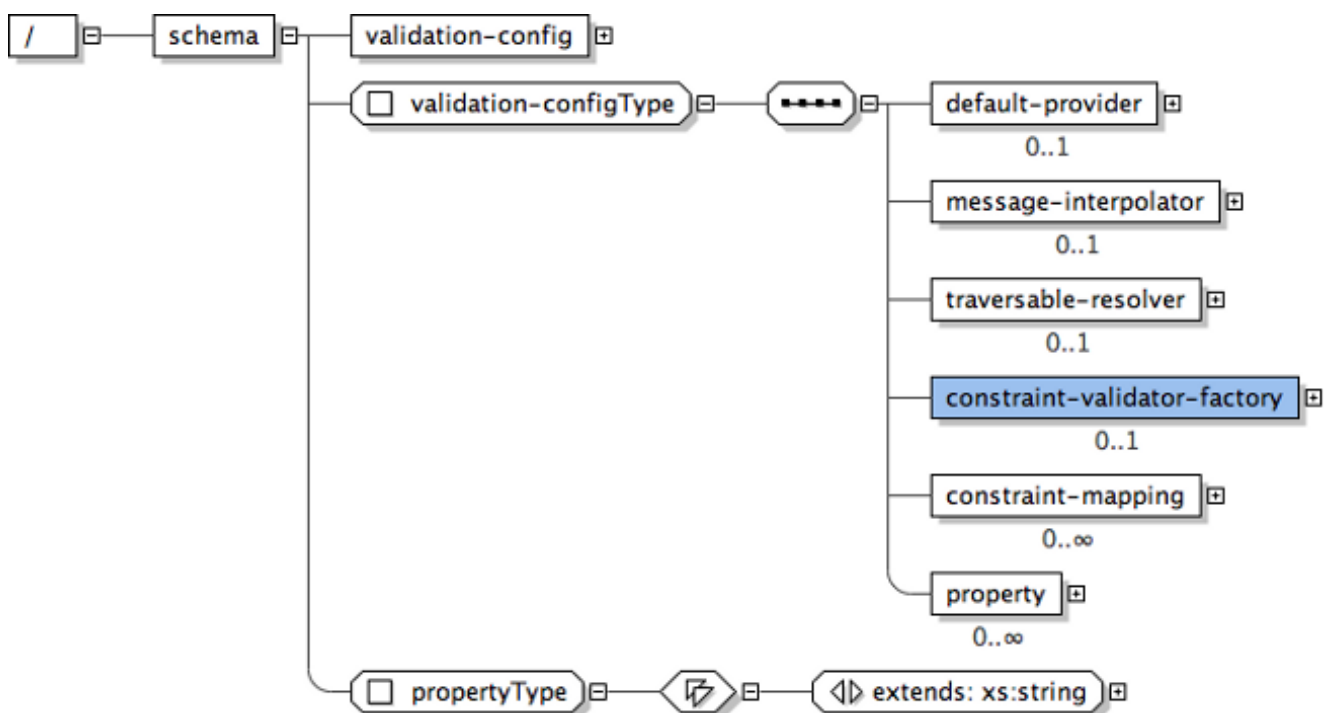 /
schema
validation-config
validation-configType
default-provider
0..1
message-interpolator
0..1
traversable-resolver
0..1
constraint-validator-factory
0..1
constraint-mapping
0..∞
property
0..∞
propertyType
extends: xs:string